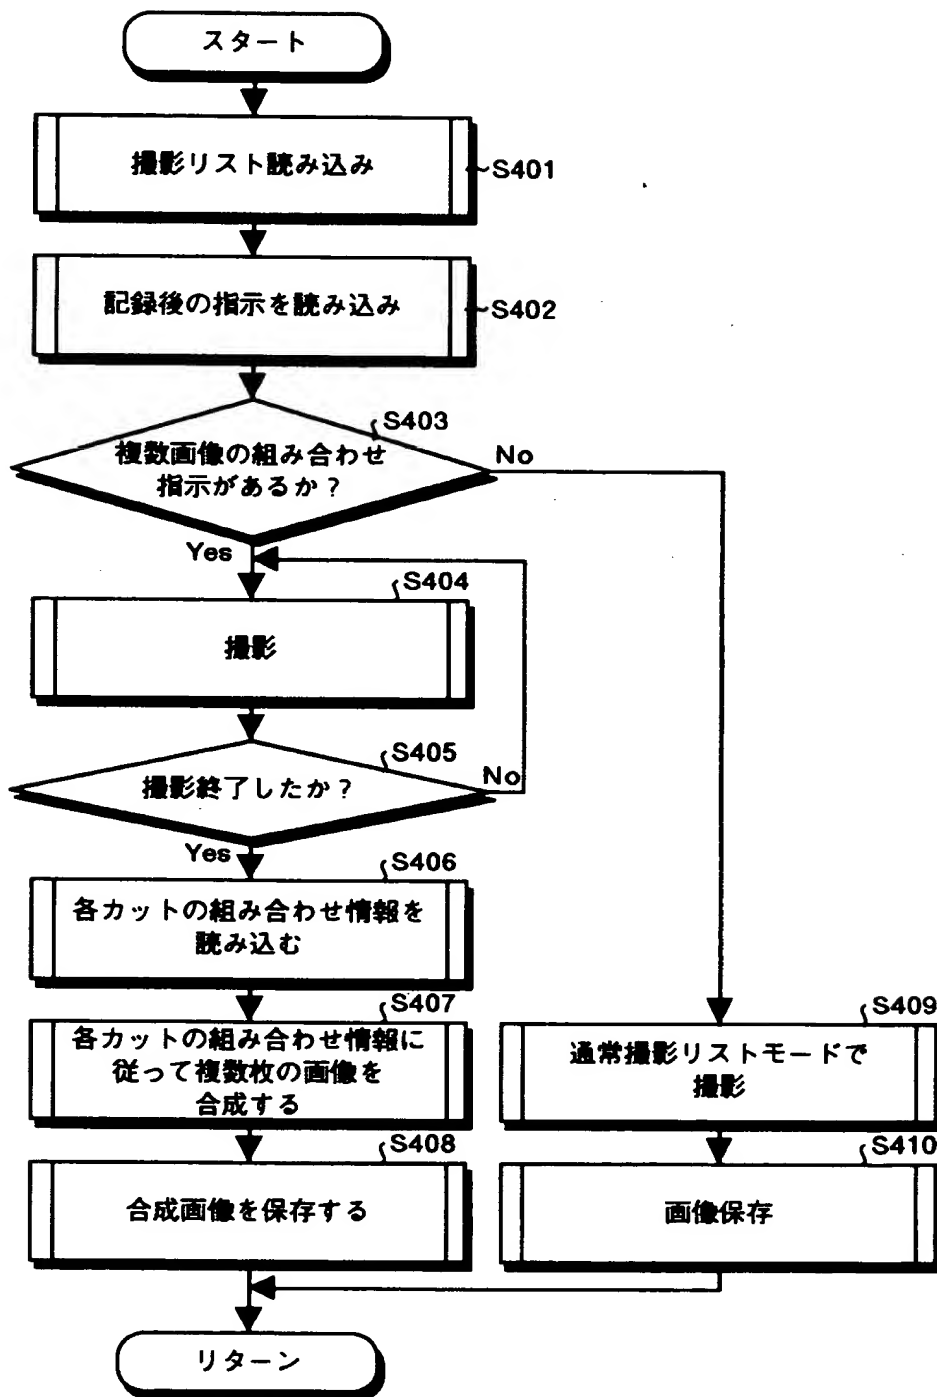 スタート
撮影リスト読み込み
S401
記録後の指示を読み込み
S402
S403
複数画像の組み合わせ
指示があるか？
No
Yes
S404
撮影
S405
撮影終了したか？
No
Yes
S406
各カットの組み合わせ情報を
読み込む
S407
各カットの組み合わせ情報に
従って複数枚の画像を
合成する
S409
通常撮影リストモードで
撮影
S408
合成画像を保存する
S410
画像保存
リターン